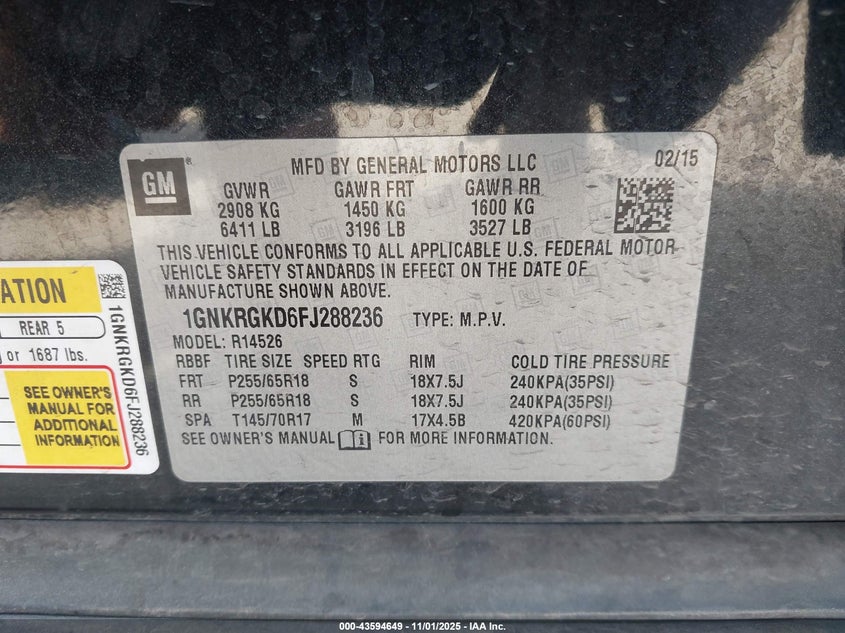 GM
MFD BY GENERAL MOTORS LLC 02/15
GVWR GAWR FRT GAWR RR
2908 KG 1450 KG 1600 KG
6411 LB 3196 LB 3527 LB
THIS VEHICLE CONFORMS TO ALL APPLICABLE U.S. FEDERAL MOTOR
VEHICLE SAFETY STANDARDS IN EFFECT ON THE DATE OF
MANUFACTURE SHOWN ABOVE.
1GNKRGKD6FJ288236 TYPE: M.P.V.
MODEL: R14526
RBBF TIRE SIZE SPEED RTG RIM COLD TIRE PRESSURE
FRT P255/65R18 S 18X7.5J 240KPA(35PSI)
RR P255/65R18 S 18X7.5J 240KPA(35PSI)
SPA T145/70R17 M 17X4.5B 420KPA(60PSI)
SEE OWNER'S MANUAL FOR MORE INFORMATION.
REAR 5
or 1687 lbs.
SEE OWNER'S
MANUAL FOR
ADDITIONAL
INFORMATION
1GNKRGKD6FJ288236
000-43594649 - 11/01/2025 - IAA Inc.